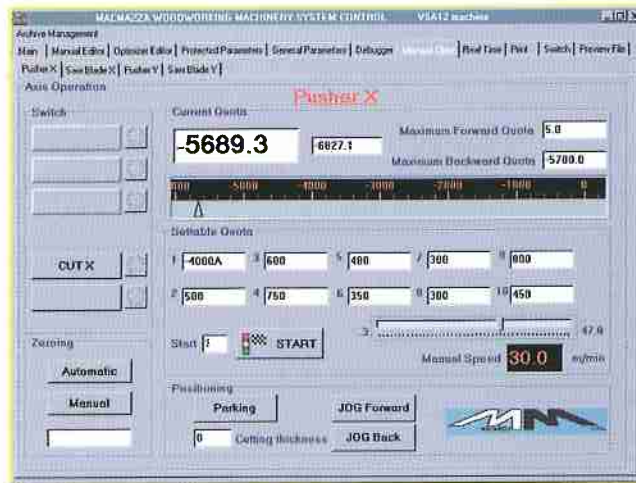 MACMAZZA WOODWORKING MACHINERY SYSTEM CONTROL VSA12 machine
Archive Management
Main Manual Editor Optimize Editor Protected Parameters General Parameters Debugger Real Time Print Switch Preview File
Pusher X Saw Blade X Pusher Y Saw Blade Y
Axis Operation
Pusher X
Switch
Current Quota
-5689.3
-6827.1
Maximum Forward Quota 5.0
Maximum Backward Quota -5700.0
-5000 -4000 -3000 -2000 -1000 0
Settable Quota
CUT X
1 -4000A 3 600 5 400 7 300 9 800
2 500 4 750 6 350 8 300 10 450
Start START
3. 47.0
Manual Speed 30.0 m/min
Zeroing
Automatic
Manual
Positioning
Parking JOG Forward
0 Cutting thickness JOG Back
MM